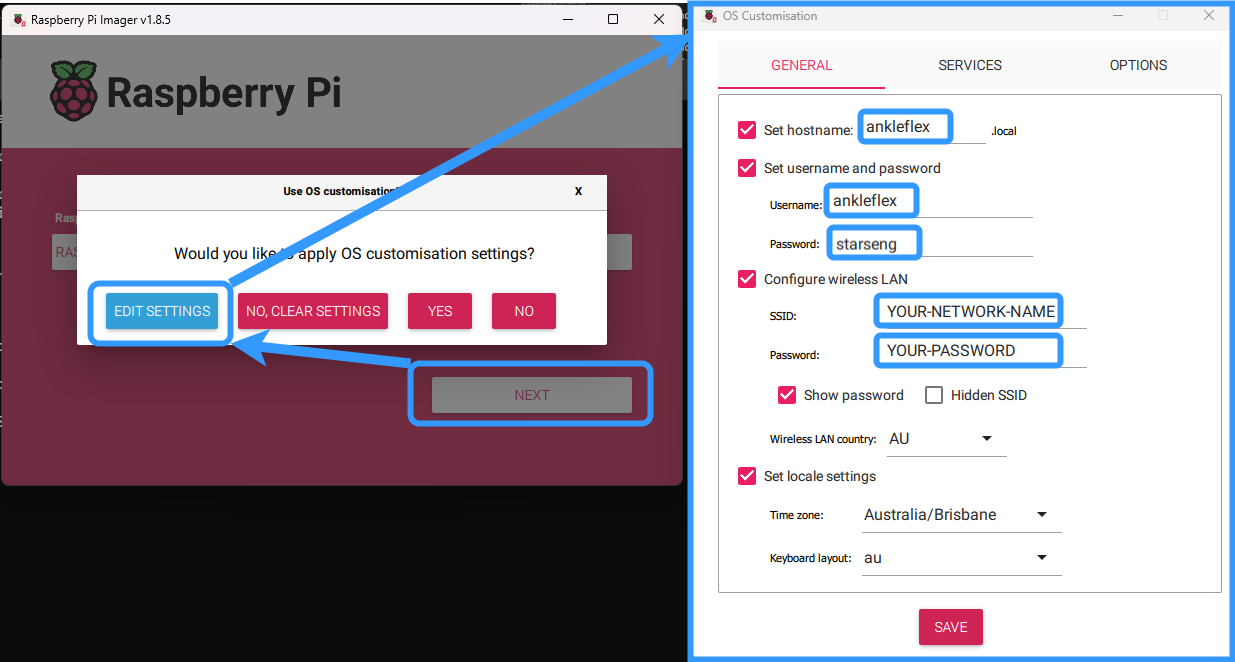 Raspberry Pi Imager v1.8.5
Raspberry Pi
Use OS customisation?
X
Would you like to apply OS customisation settings?
EDIT SETTINGS
NO, CLEAR SETTINGS
YES
NO
NEXT
OS Customisation
GENERAL
SERVICES
OPTIONS
Set hostname: ankleflex .local
Set username and password
Username: ankleflex
Password: starseng
Configure wireless LAN
SSID: YOUR-NETWORK-NAME
Password: YOUR-PASSWORD
Show password Hidden SSID
Wireless LAN country: AU
Set locale settings
Time zone: Australia/Brisbane
Keyboard layout: au
SAVE